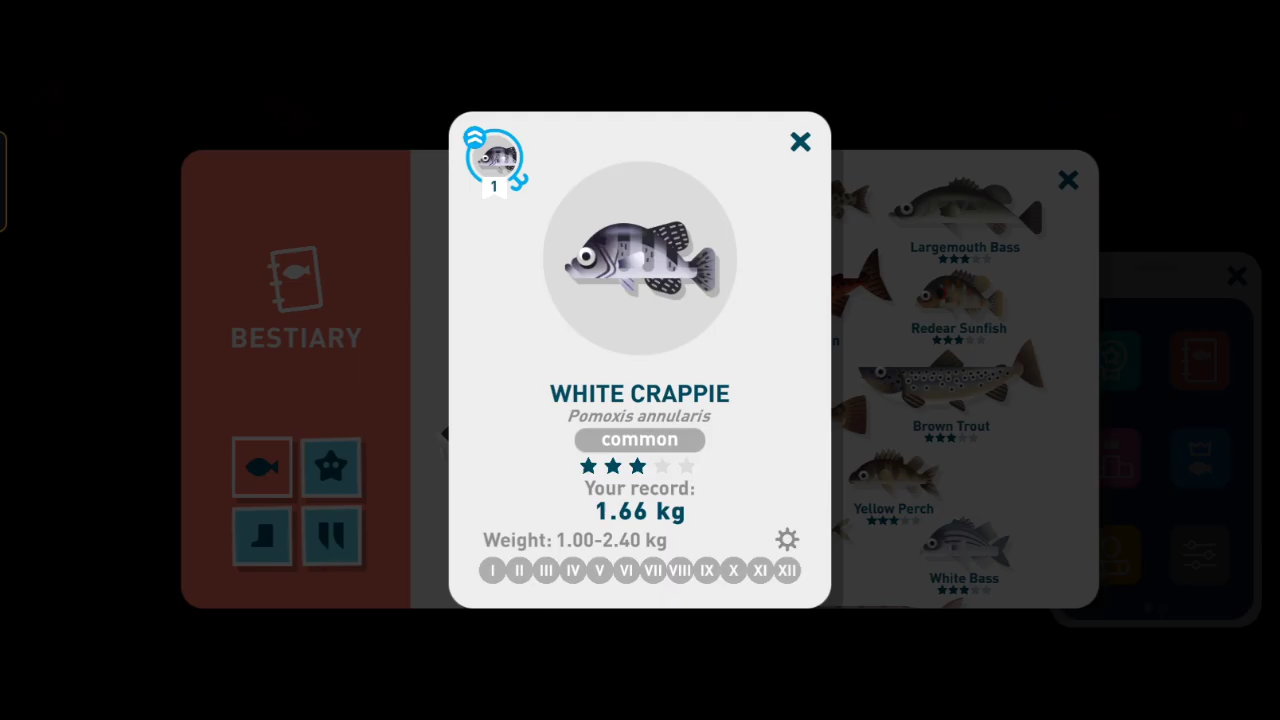 1
WHITE CRAPPIE
Pomoxis annularis
common
Your record:
1.66 kg
Weight: 1.00-2.40 kg
I II III IV V VI VII VIII IX X XI XII
BESTIARY
Largemouth Bass
Redear Sunfish
Brown Trout
Yellow Perch
White Bass